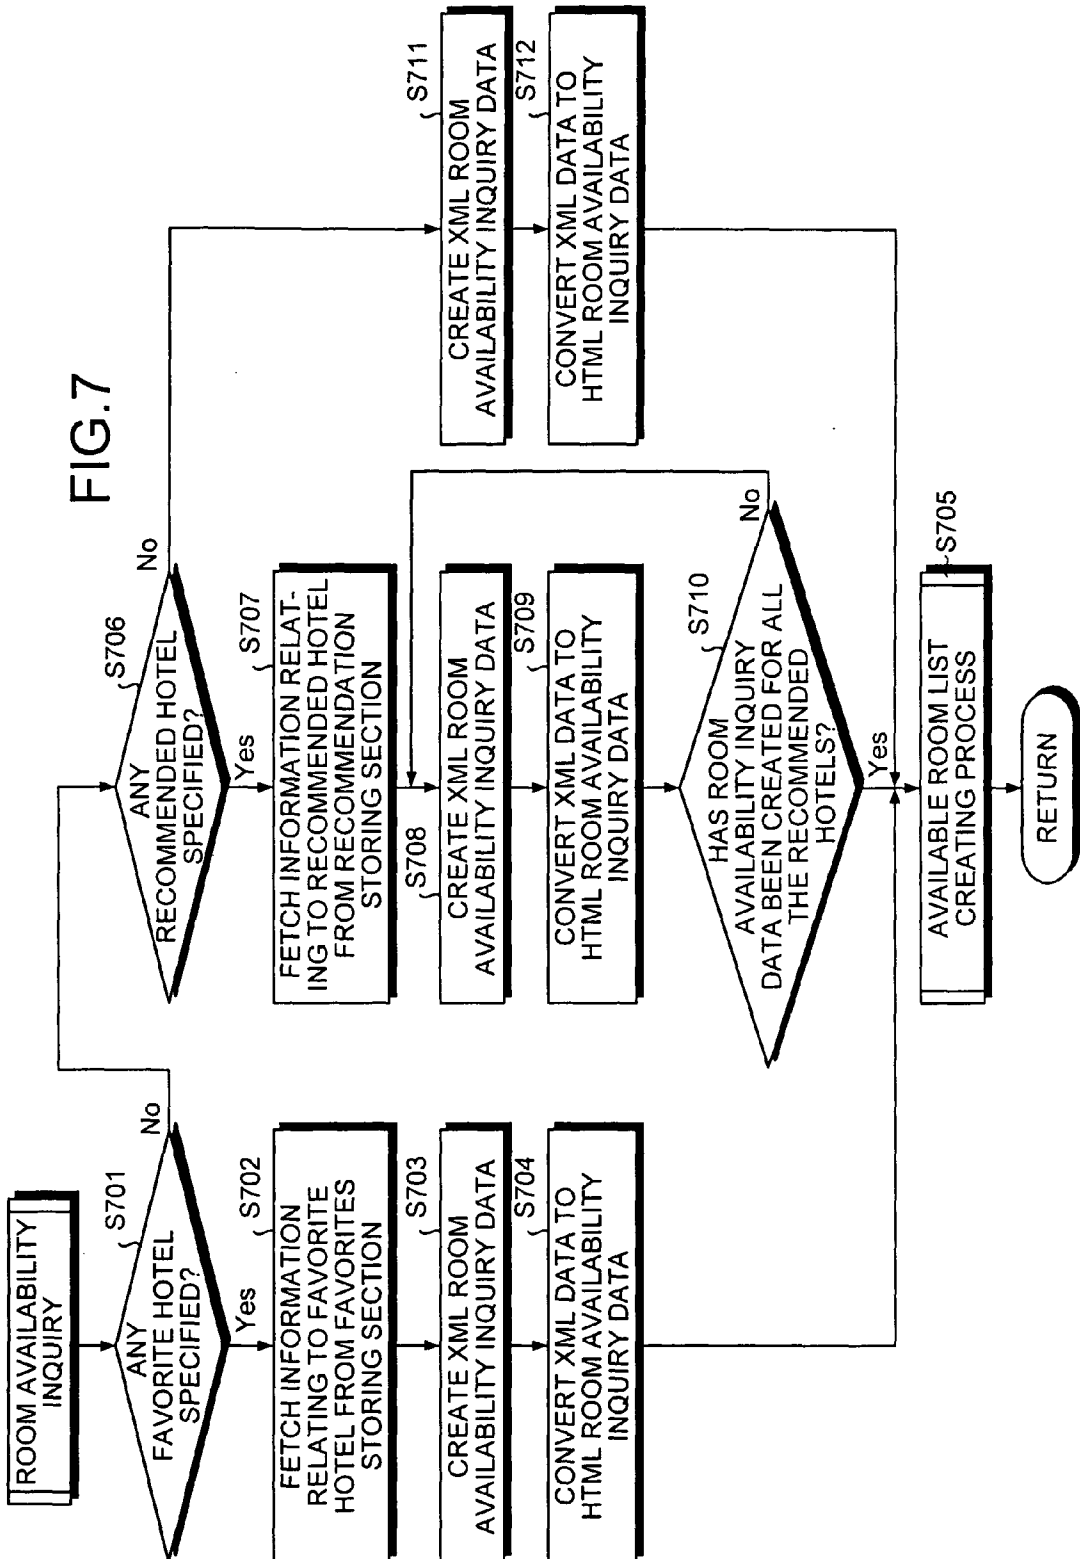 FIG.7
ROOM AVAILABILITY
INQUIRY
S701
ANY
FAVORITE HOTEL
SPECIFIED?
No
Yes
S702
FETCH INFORMATION
RELATING TO FAVORITE
HOTEL FROM FAVORITES
STORING SECTION
S703
CREATE XML ROOM
AVAILABILITY INQUIRY DATA
S704
CONVERT XML DATA TO
HTML ROOM AVAILABILITY
INQUIRY DATA
S706
ANY
RECOMMENDED HOTEL
SPECIFIED?
No
Yes
S707
FETCH INFORMATION RELAT-
ING TO RECOMMENDED HOTEL
FROM RECOMMENDATION
STORING SECTION
S708
CREATE XML ROOM
AVAILABILITY INQUIRY DATA
S709
CONVERT XML DATA TO
HTML ROOM AVAILABILITY
INQUIRY DATA
S710
HAS ROOM
AVAILABILITY INQUIRY
DATA BEEN CREATED FOR ALL
THE RECOMMENDED
HOTELS?
No
Yes
S711
CREATE XML ROOM
AVAILABILITY INQUIRY DATA
S712
CONVERT XML DATA TO
HTML ROOM AVAILABILITY
INQUIRY DATA
S705
AVAILABLE ROOM LIST
CREATING PROCESS
RETURN